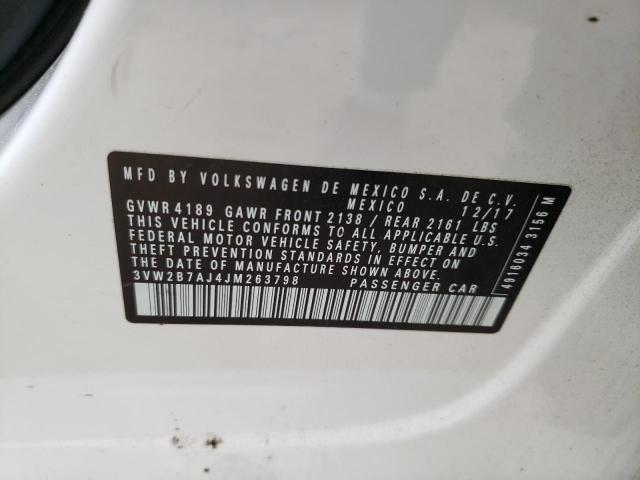 MFD BY VOLKSWAGEN DE MEXICO S.A. DE C.V.
MEXICO 12/17
GVWR 4189 GAWR FRONT 2138 / REAR 2161 LBS
THIS VEHICLE CONFORMS TO ALL APPLICABLE U.S.
FEDERAL MOTOR VEHICLE SAFETY, BUMPER AND
THEFT PREVENTION STANDARDS IN EFFECT ON
THE DATE OF MANUFACTURE SHOWN ABOVE.
3VW2B7AJ4JM263798 PASSENGER CAR
4916034 3156 M